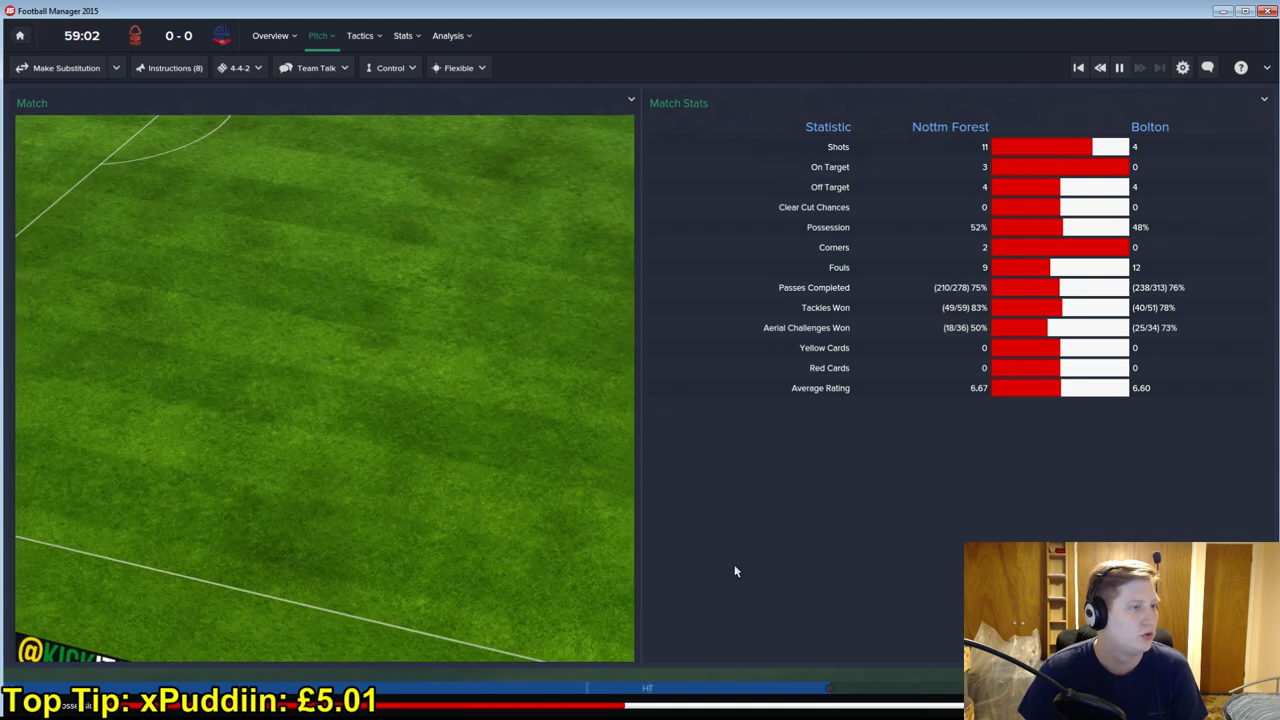 Football Manager 2015
59:02 0 - 0 Overview Pitch Tactics Stats Analysis
Make Substitution Instructions (8) 4-4-2 Team Talk Control Flexible
Match
Match Stats
Statistic Nottm Forest Bolton
Shots 11 4
On Target 3 0
Off Target 4 4
Clear Cut Chances 0 0
Possession 52% 48%
Corners 2 0
Fouls 9 12
Passes Completed (210/278) 75% (238/313) 76%
Tackles Won (49/59) 83% (40/51) 78%
Aerial Challenges Won (18/36) 50% (25/34) 73%
Yellow Cards 0 0
Red Cards 0 0
Average Rating 6.67 6.60
HT
Top Tip: xPuddiin: £5.01